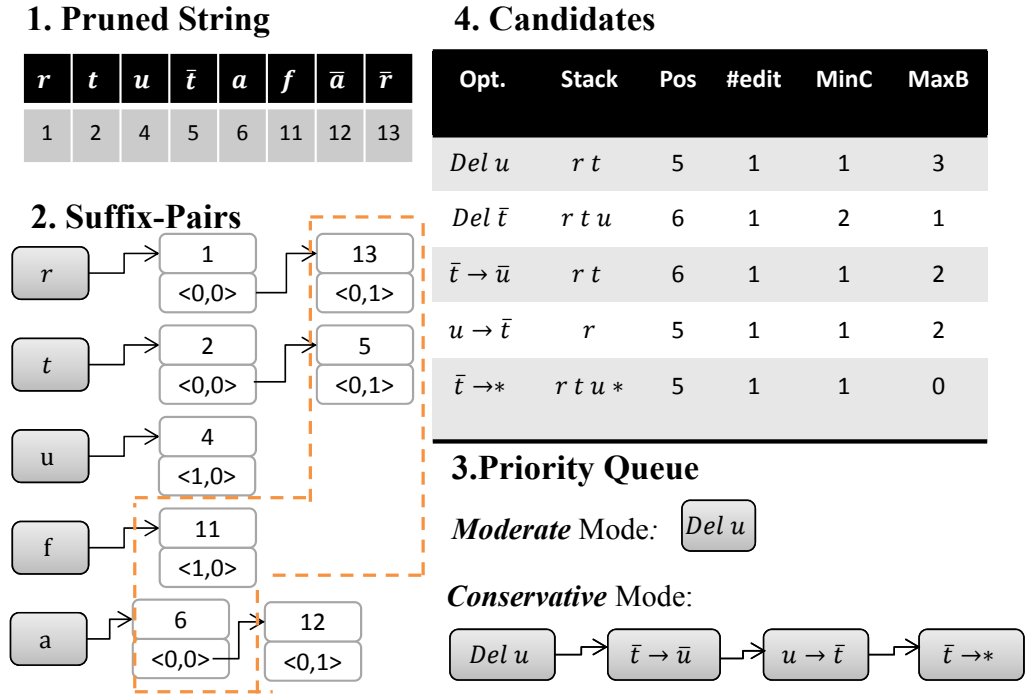 1. Pruned String
r t u t̄ a f ā r̄
1 2 4 5 6 11 12 13
2. Suffix-Pairs
r 1 13
<0,0> <0,1>
t 2 5
<0,0> <0,1>
u 4
<1,0>
f 11
<1,0>
a 6 12
<0,0> <0,1>
4. Candidates
Opt. Stack Pos #edit MinC MaxB
Del u r t 5 1 1 3
Del t̄ r t u 6 1 2 1
t̄ → ū r t 6 1 1 2
u → t̄ r 5 1 1 2
t̄ →∗ r t u ∗ 5 1 1 0
3.Priority Queue
Moderate Mode: Del u
Conservative Mode:
Del u t̄ → ū u → t̄ t̄ →∗